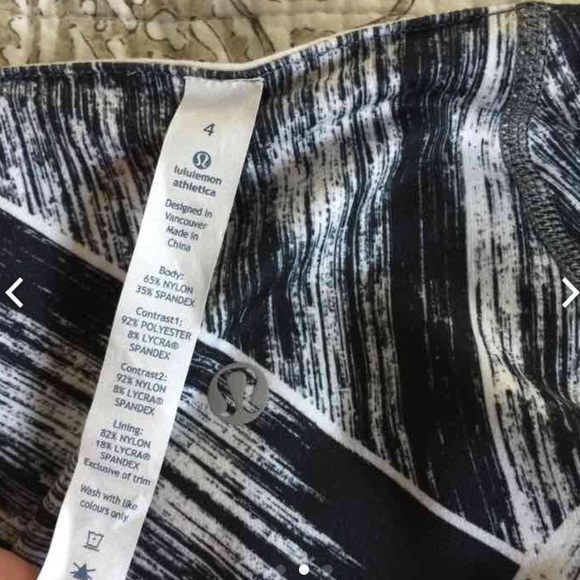 4
lululemon
athletica
Designed in
Vancouver
Made in
China
Body:
65% NYLON
35% SPANDEX
Contrast1:
92% POLYESTER
8% LYCRA®
SPANDEX
Contrast2:
92% NYLON
8% LYCRA®
SPANDEX
Lining:
82% NYLON
18% LYCRA®
SPANDEX
Exclusive of trim
Wash with like
colours only